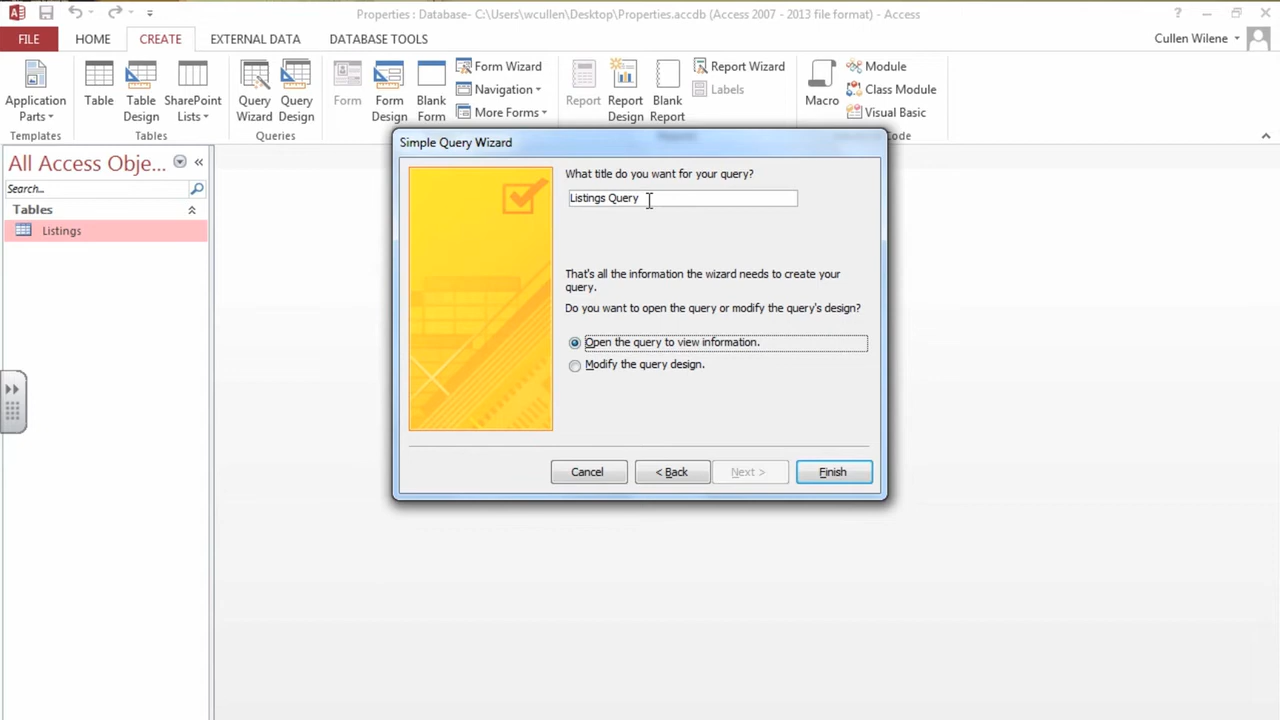 Properties : Database- C:\Users\wcullen\Desktop\Properties.accdb (Access 2007 - 2013 file format) - Access
FILE HOME CREATE EXTERNAL DATA DATABASE TOOLS Cullen Wilene
Application Parts
Table
Table Design
SharePoint Lists
Query Wizard
Query Design
Form
Form Design
Blank Form
Form Wizard
Navigation
More Forms
Report
Report Design
Blank Report
Report Wizard
Labels
Macro
Module
Class Module
Visual Basic
Templates Tables Queries Code
All Access Obje...
Search...
Tables
Listings
Simple Query Wizard
What title do you want for your query?
Listings Query
That's all the information the wizard needs to create your
query.
Do you want to open the query or modify the query's design?
Open the query to view information.
Modify the query design.
Cancel < Back Next > Finish